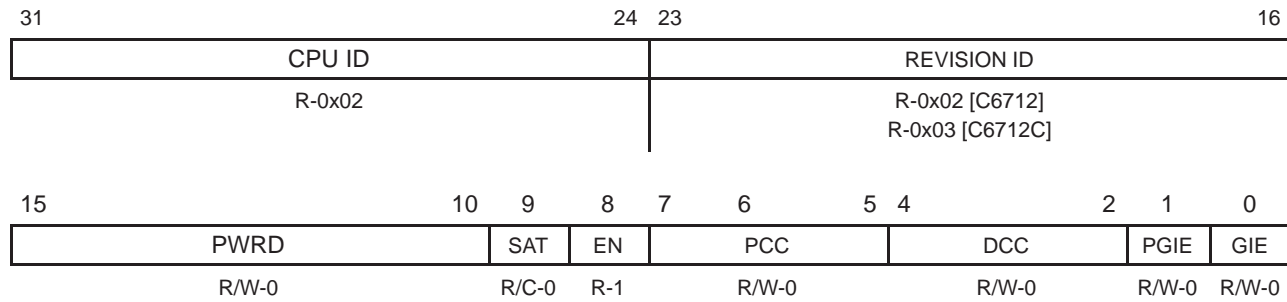 31 24 23 16
CPU ID REVISION ID
R-0x02 R-0x02 [C6712]
R-0x03 [C6712C]
15 10 9 8 7 6 5 4 2 1 0
PWRD SAT EN PCC DCC PGIE GIE
R/W-0 R/C-0 R-1 R/W-0 R/W-0 R/W-0 R/W-0